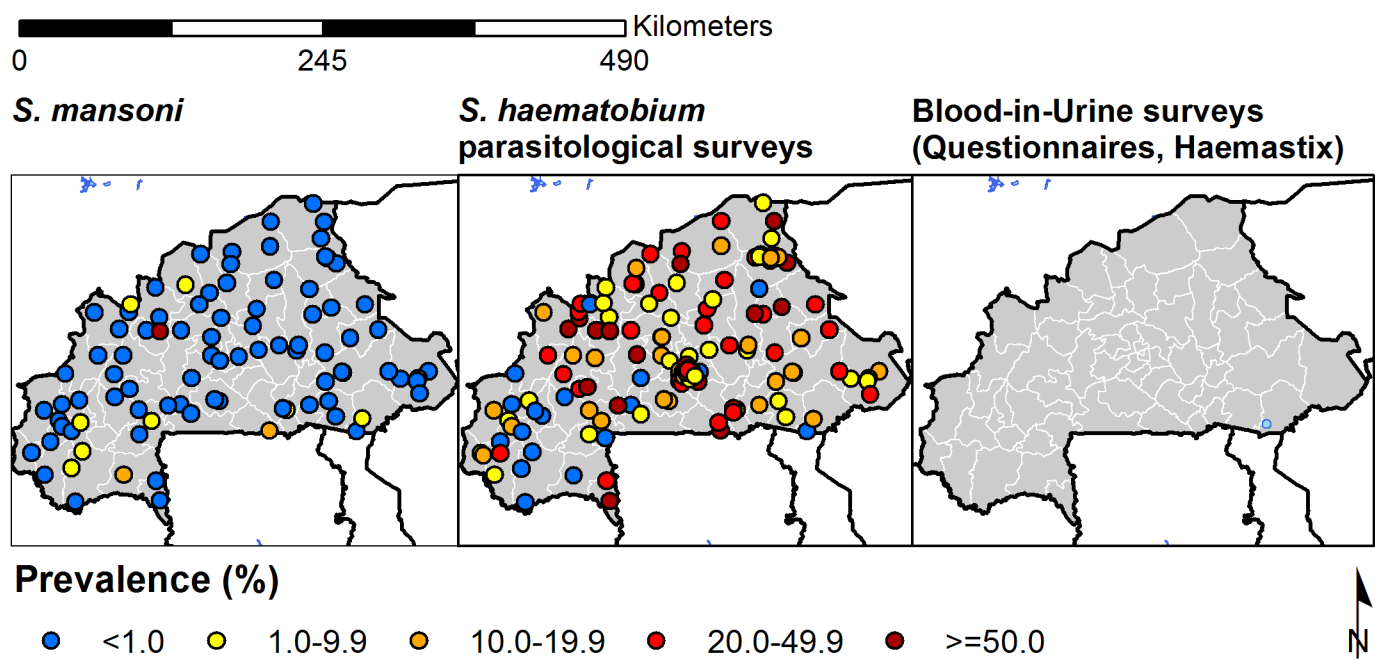 Kilometers
0 245 490
S. mansoni
S. haematobium
parasitological surveys
Blood-in-Urine surveys
(Questionnaires, Haemastix)
Prevalence (%)
<1.0 1.0-9.9 10.0-19.9 20.0-49.9 >=50.0
N